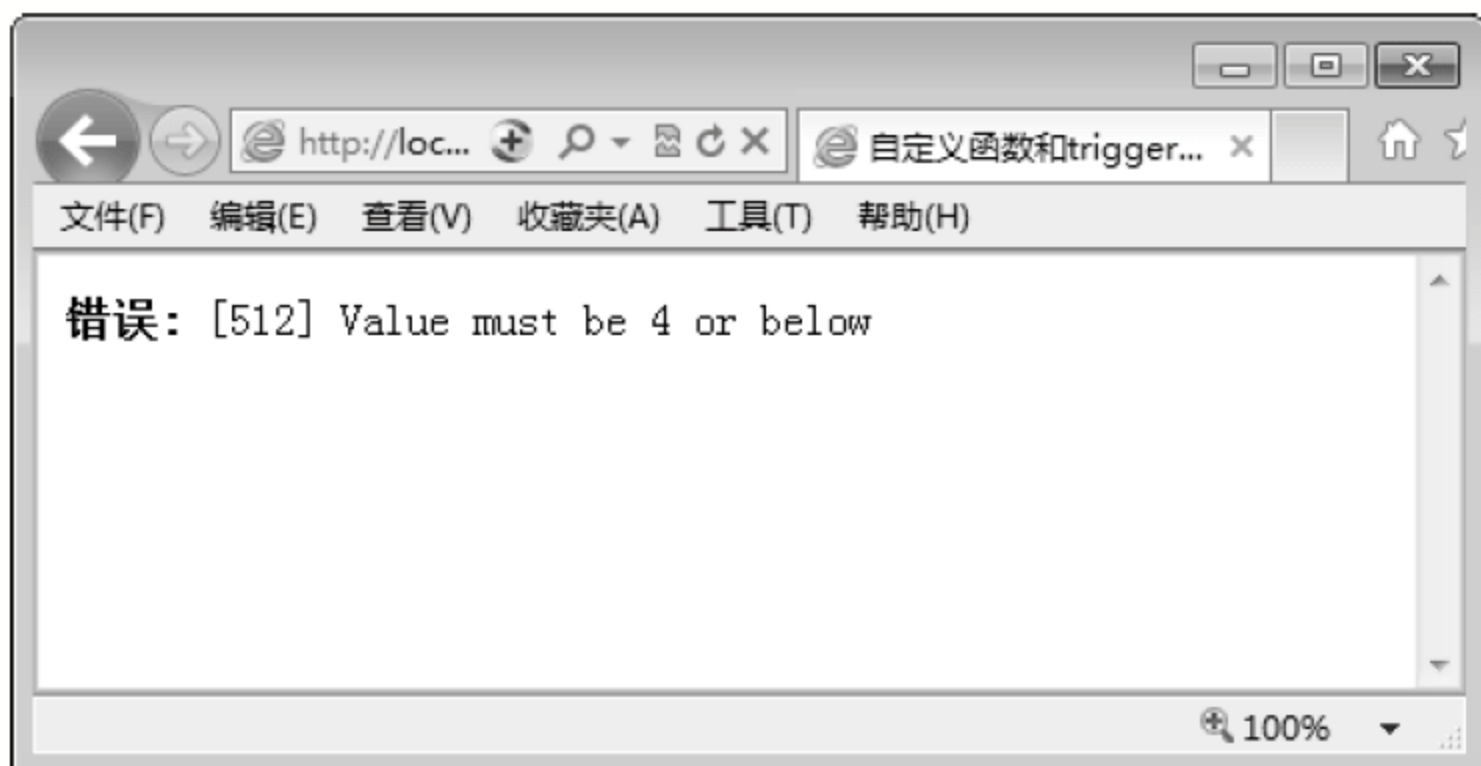 http://loc...
自定义函数和trigger...
文件(F) 编辑(E) 查看(V) 收藏夹(A) 工具(T) 帮助(H)
错误: [512] Value must be 4 or below
100%